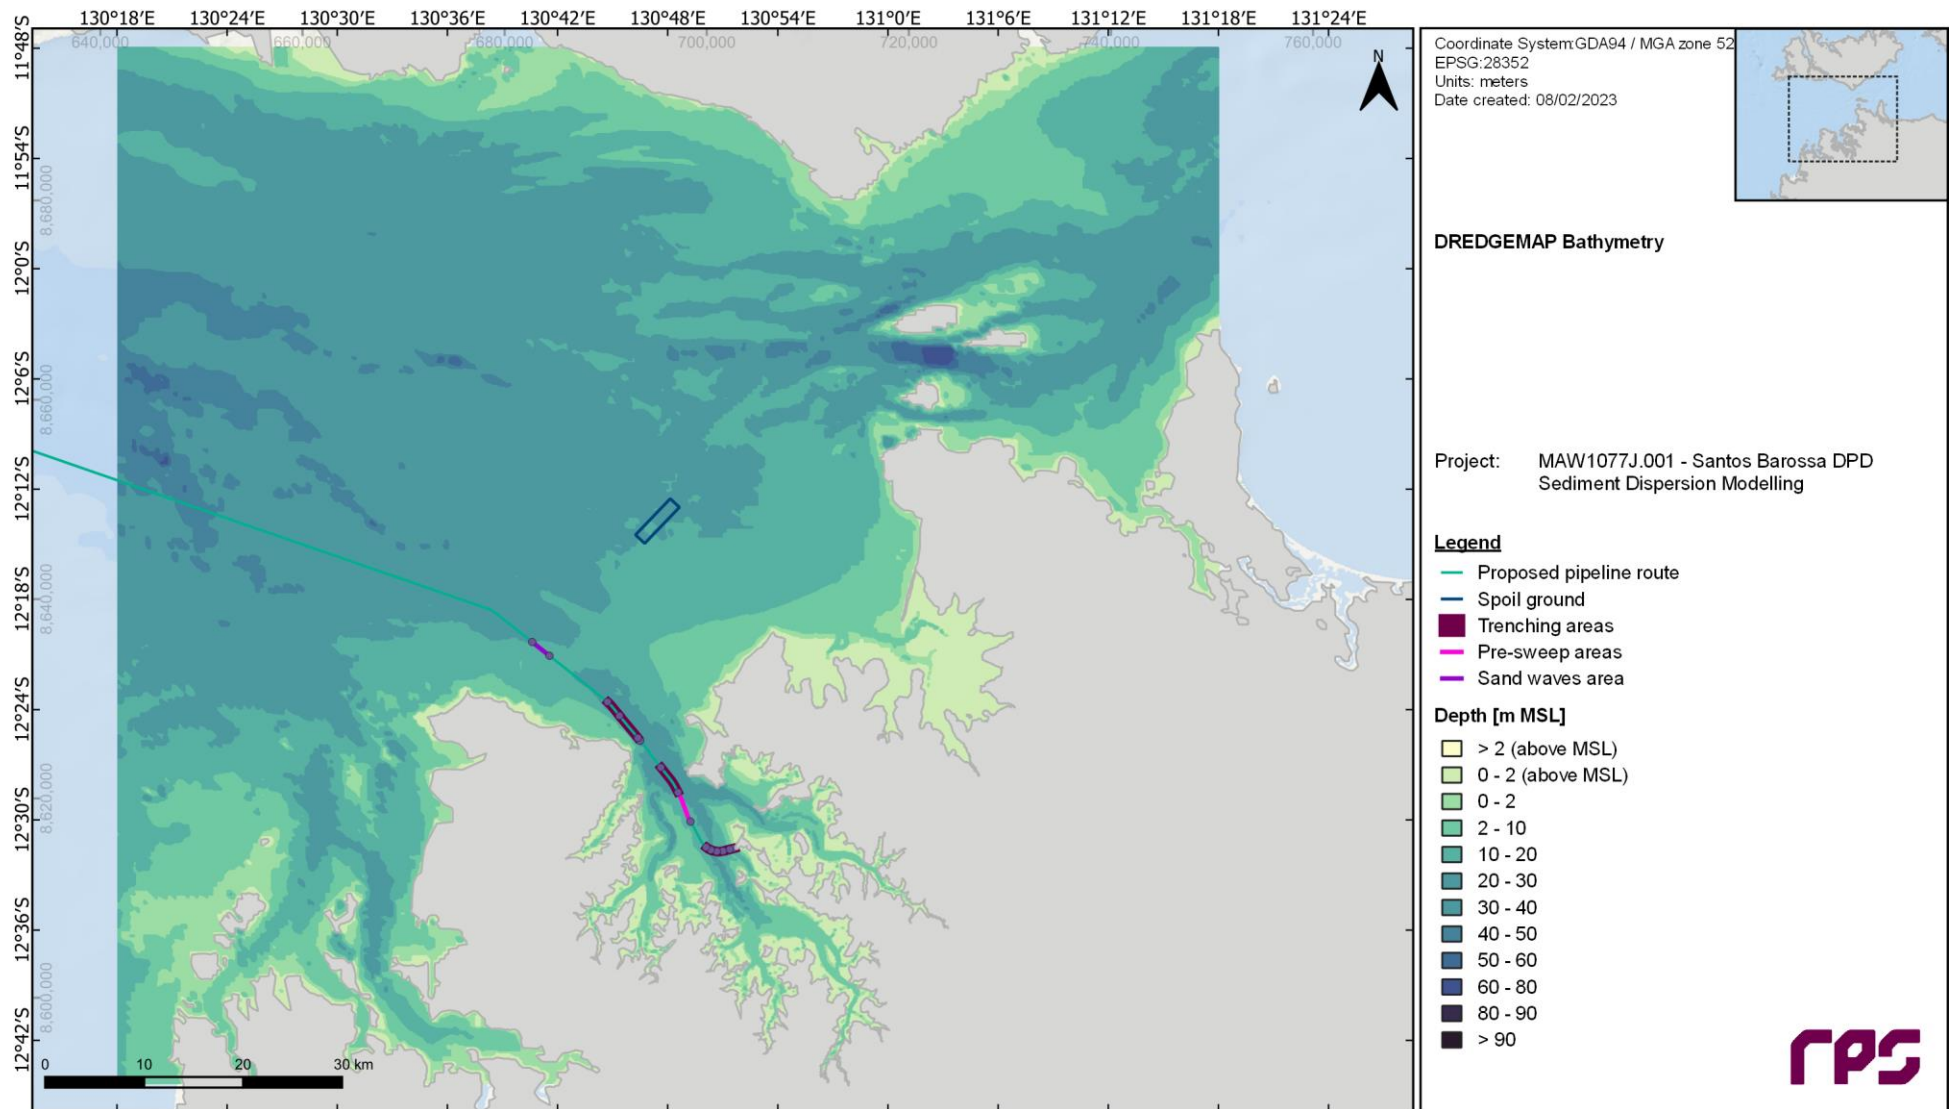 130°18'E 130°24'E 130°30'E 130°36'E 130°42'E 130°48'E 130°54'E 131°0'E 131°6'E 131°12'E 131°18'E 131°24'E
640,000 660,000 680,000 700,000 720,000 740,000 760,000
11°48'S
11°54'S
8,680,000
12°0'S
12°6'S
8,660,000
12°12'S
12°18'S
8,640,000
12°24'S
12°30'S
8,620,000
12°36'S
8,600,000
12°42'S
N
0 10 20 30 km
Coordinate System:GDA94 / MGA zone 52
EPSG:28352
Units: meters
Date created: 08/02/2023
DREDGEMAP Bathymetry
Project: MAW1077J.001 - Santos Barossa DPD
Sediment Dispersion Modelling
Legend
Proposed pipeline route
Spoil ground
Trenching areas
Pre-sweep areas
Sand waves area
Depth [m MSL]
> 2 (above MSL)
0 - 2 (above MSL)
0 - 2
2 - 10
10 - 20
20 - 30
30 - 40
40 - 50
50 - 60
60 - 80
80 - 90
> 90
rps